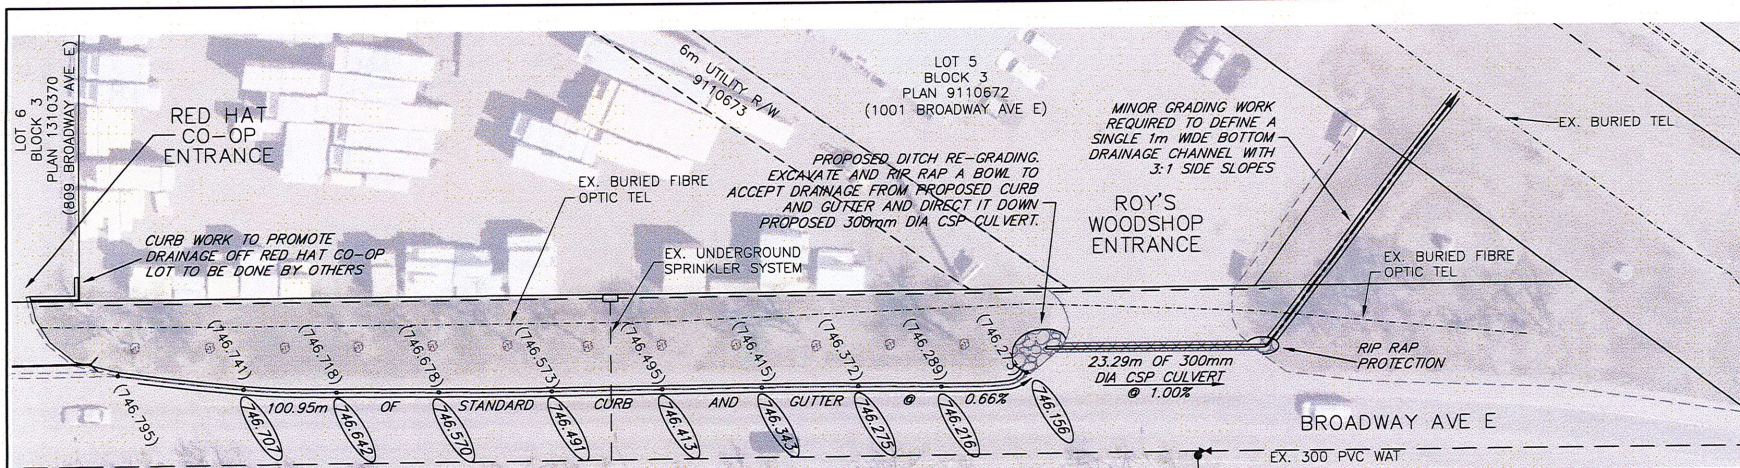 LOT 6
BLOCK 3
PLAN 1310370
(809 BROADWAY AVE E)
RED HAT
CO-OP
ENTRANCE
CURB WORK TO PROMOTE
DRAINAGE OFF RED HAT CO-OP
LOT TO BE DONE BY OTHERS
EX. BURIED FIBRE
OPTIC TEL
6m UTILITY R/W
9110673
EX. UNDERGROUND
SPRINKLER SYSTEM
LOT 5
BLOCK 3
PLAN 9110672
(1001 BROADWAY AVE E)
PROPOSED DITCH RE-GRADING.
EXCAVATE AND RIP RAP A BOWL TO
ACCEPT DRAINAGE FROM PROPOSED CURB
AND GUTTER AND DIRECT IT DOWN
PROPOSED 300mm DIA CSP CULVERT.
MINOR GRADING WORK
REQUIRED TO DEFINE A
SINGLE 1m WIDE BOTTOM
DRAINAGE CHANNEL WITH
3:1 SIDE SLOPES
ROY'S
WOODSHOP
ENTRANCE
EX. BURIED TEL
EX. BURIED FIBRE
OPTIC TEL
RIP RAP
PROTECTION
23.29m OF 300mm
DIA CSP CULVERT
@ 1.00%
(746.795)
(746.741)
(746.718)
(746.678)
(746.573)
(746.495)
(746.415)
(746.372)
(746.289)
(746.273)
100.95m OF STANDARD CURB AND GUTTER @ 0.66%
746.707
746.642
746.570
746.491
746.413
746.343
746.275
746.216
746.156
BROADWAY AVE E
EX. 300 PVC WAT